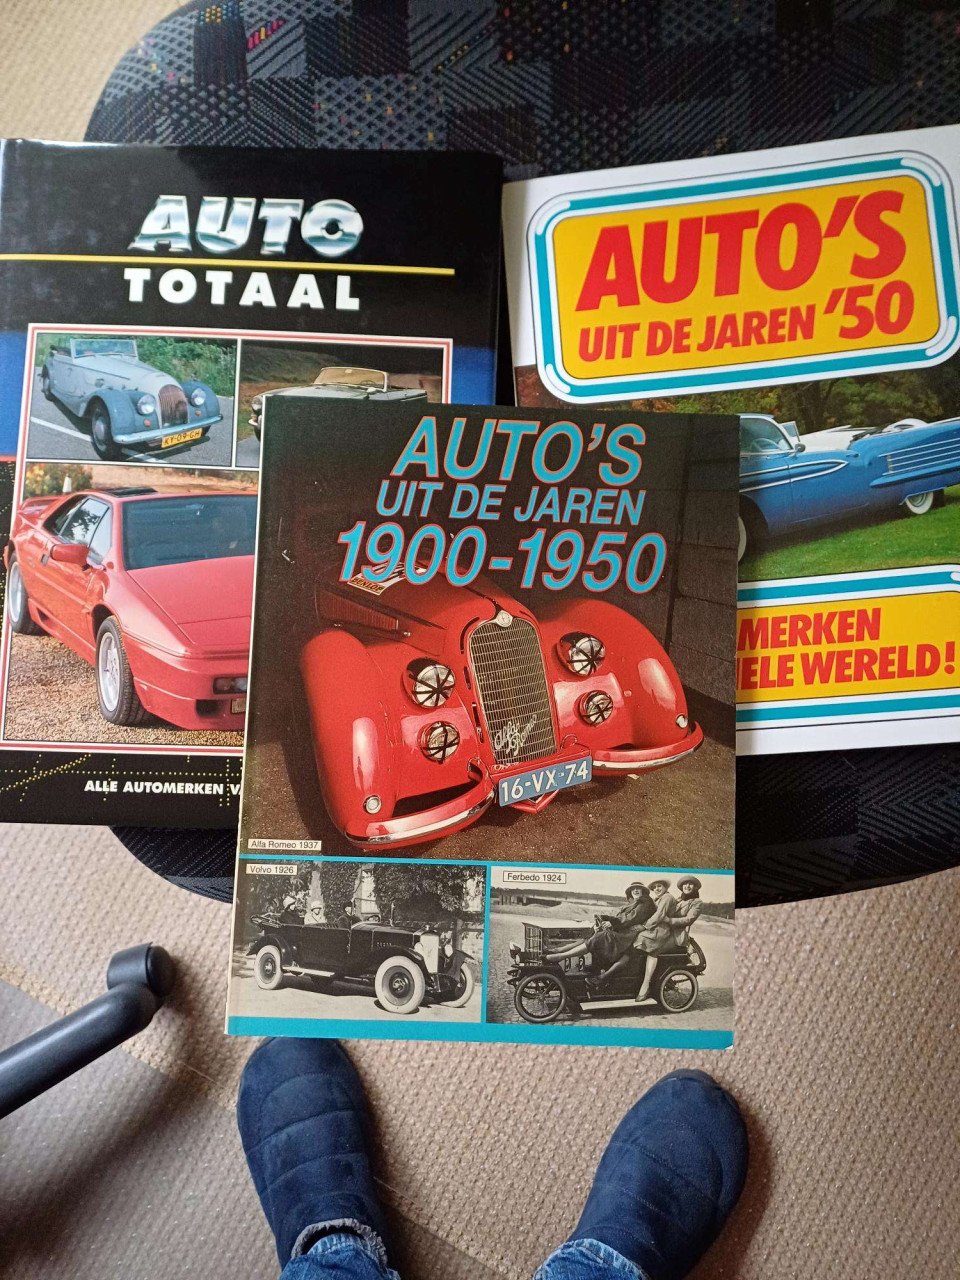 AUTO
TOTAAL
KY-09-GH
ALLE AUTOMERKEN
AUTO'S
UIT DE JAREN '50
MERKEN
WERELD!
AUTO'S
UIT DE JAREN
1900-1950
16-VX-74
Alfa Romeo 1937
Volvo 1926
Ferbedo 1924